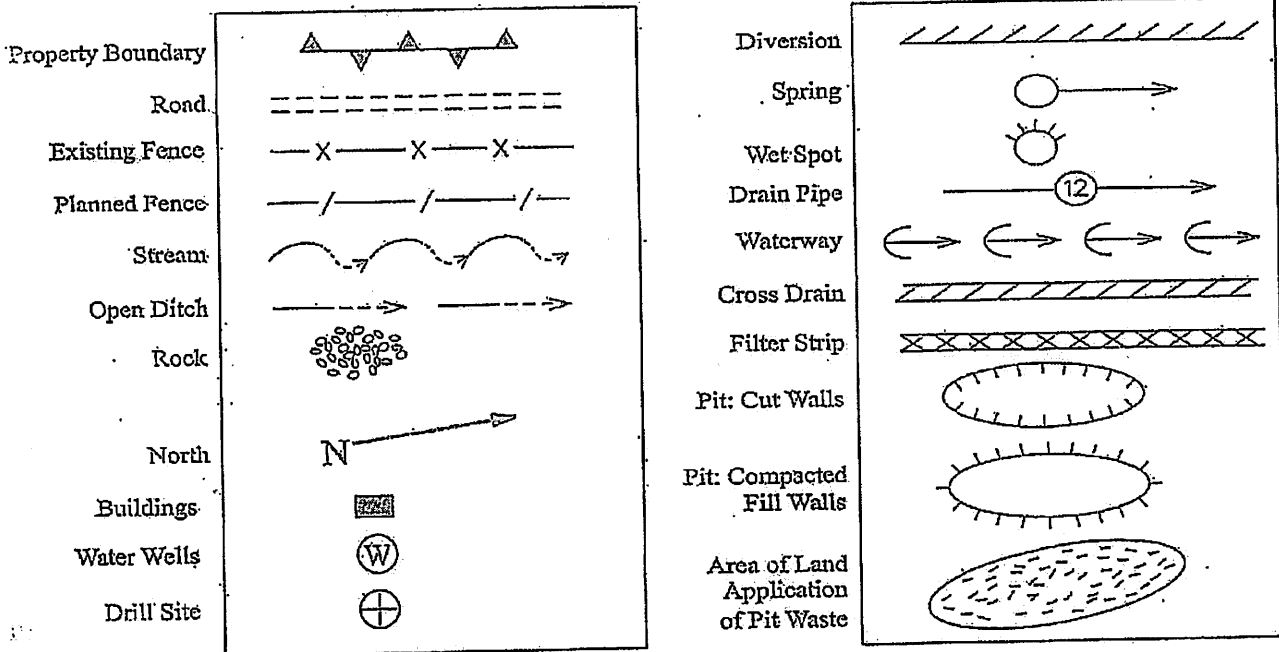 Property Boundary
Road
Existing Fence
X X X
Planned Fence
Stream
Open Ditch
Rock
North
N
Buildings
Water Wells
W
Drill Site
Diversion
Spring
Wet Spot
Drain Pipe
12
Waterway
Cross Drain
Filter Strip
Pit: Cut Walls
Pit: Compacted
Fill Walls
Area of Land
Application
of Pit Waste